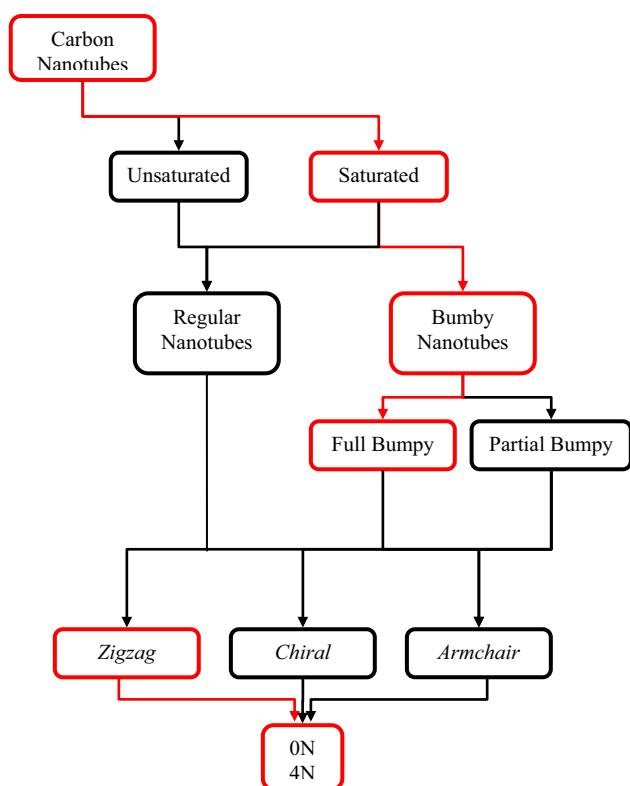 Carbon
Nanotubes
Unsaturated
Saturated
Regular
Nanotubes
Bumby
Nanotubes
Full Bumpy
Partial Bumpy
Zigzag
Chiral
Armchair
0N
4N